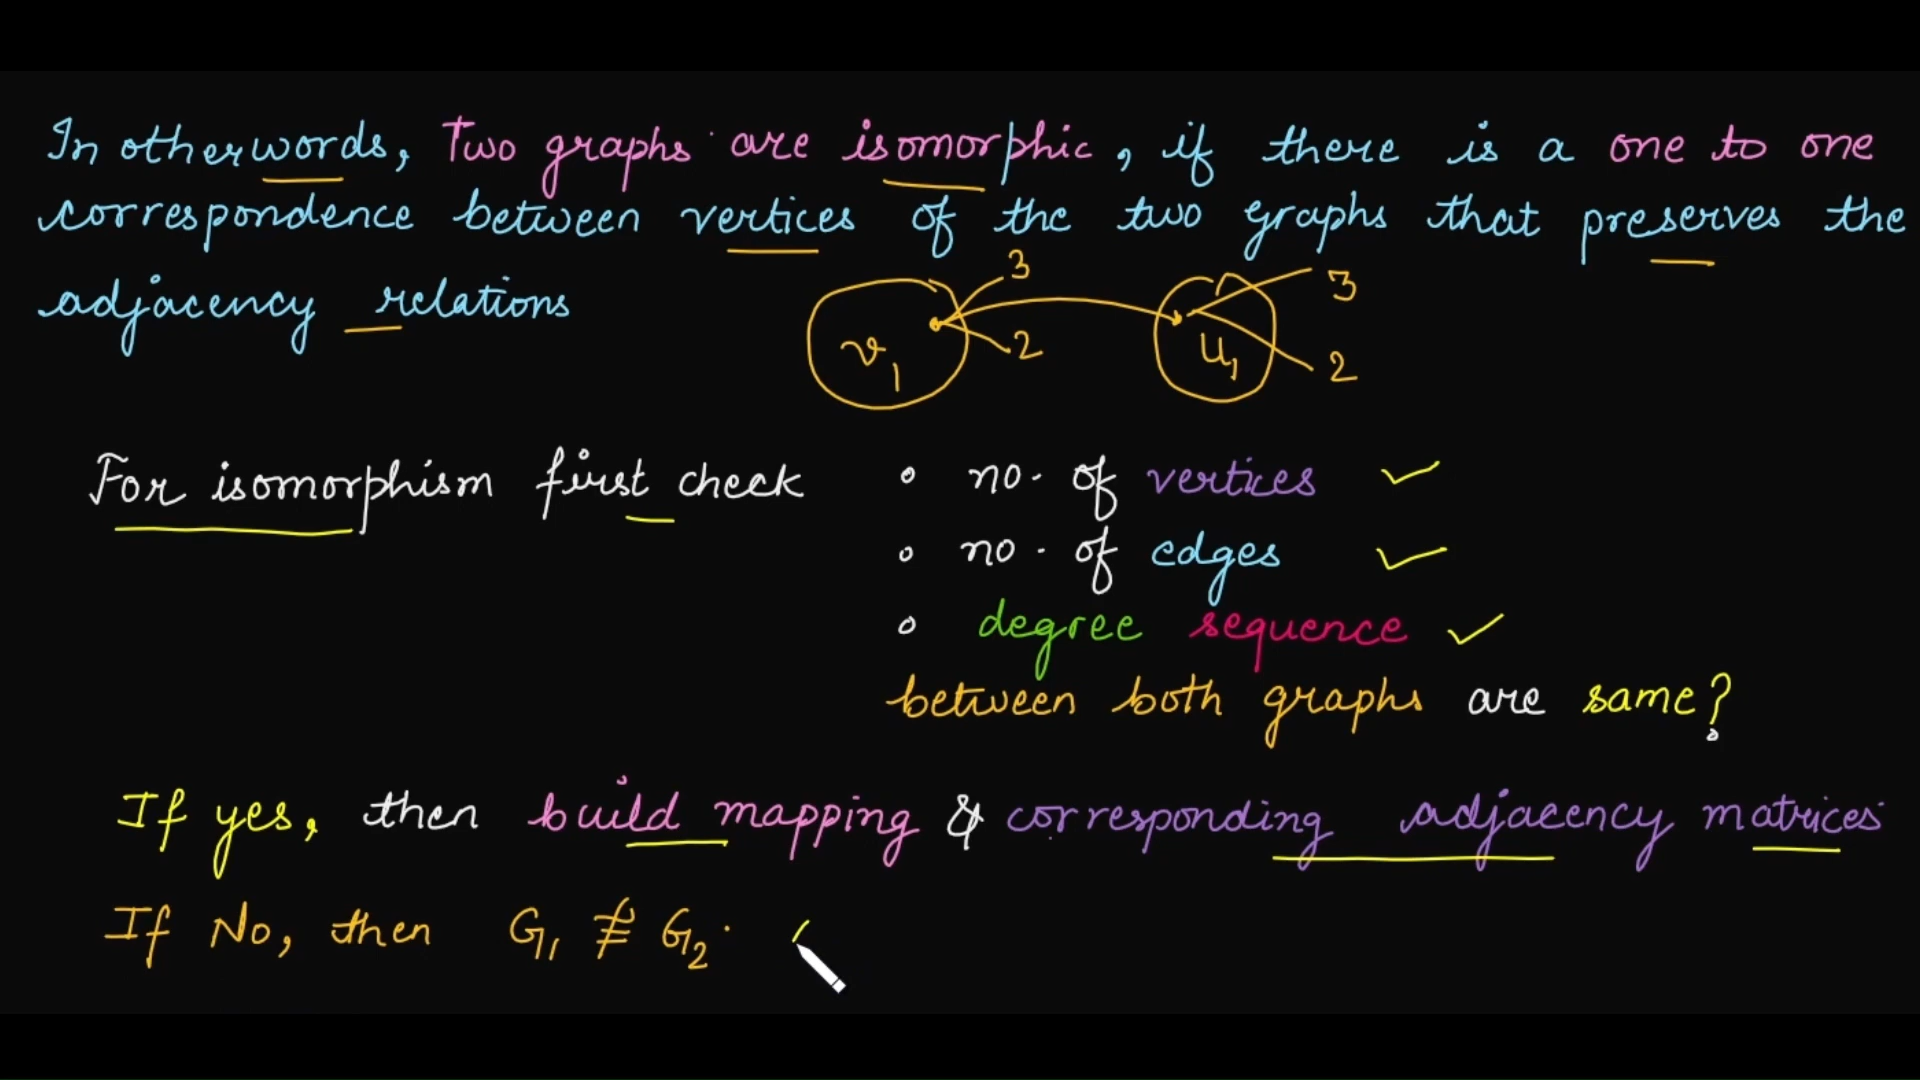 In otherwords, Two graphs are isomorphic, if there is a one to one
correspondence between vertices of the two graphs that preserves the
adjacency relations
3
3
v₁ 2 u₁ 2
For isomorphism first check • no. of vertices ✓
• no. of edges ✓
• degree sequence ✓
between both graphs are same?
If yes, then build mapping & corresponding adjacency matrices
If No, then G₁ ≇ G₂.